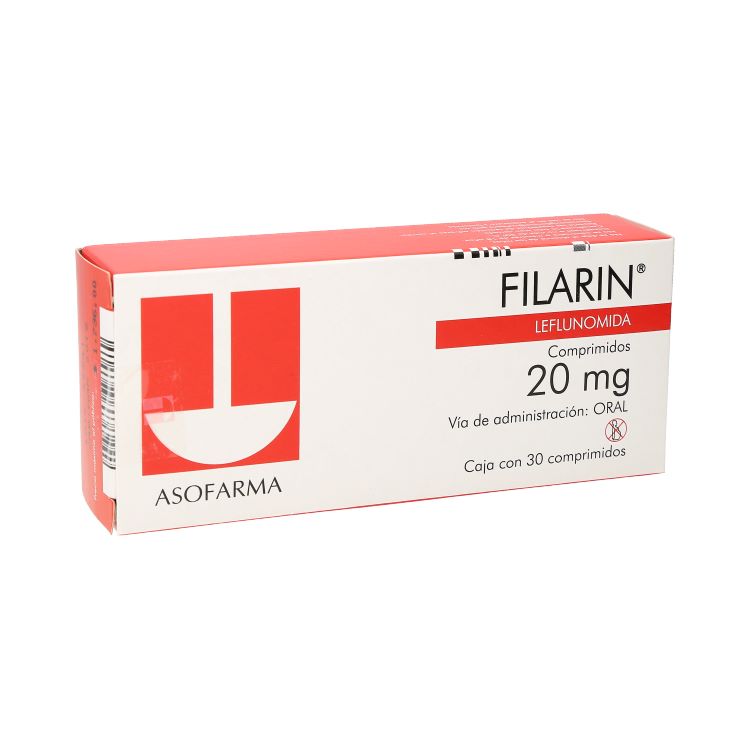 FILARIN®
LEFLUNOMIDA
Comprimidos
20 mg
Vía de administración: ORAL
Caja con 30 comprimidos
ASOFARMA